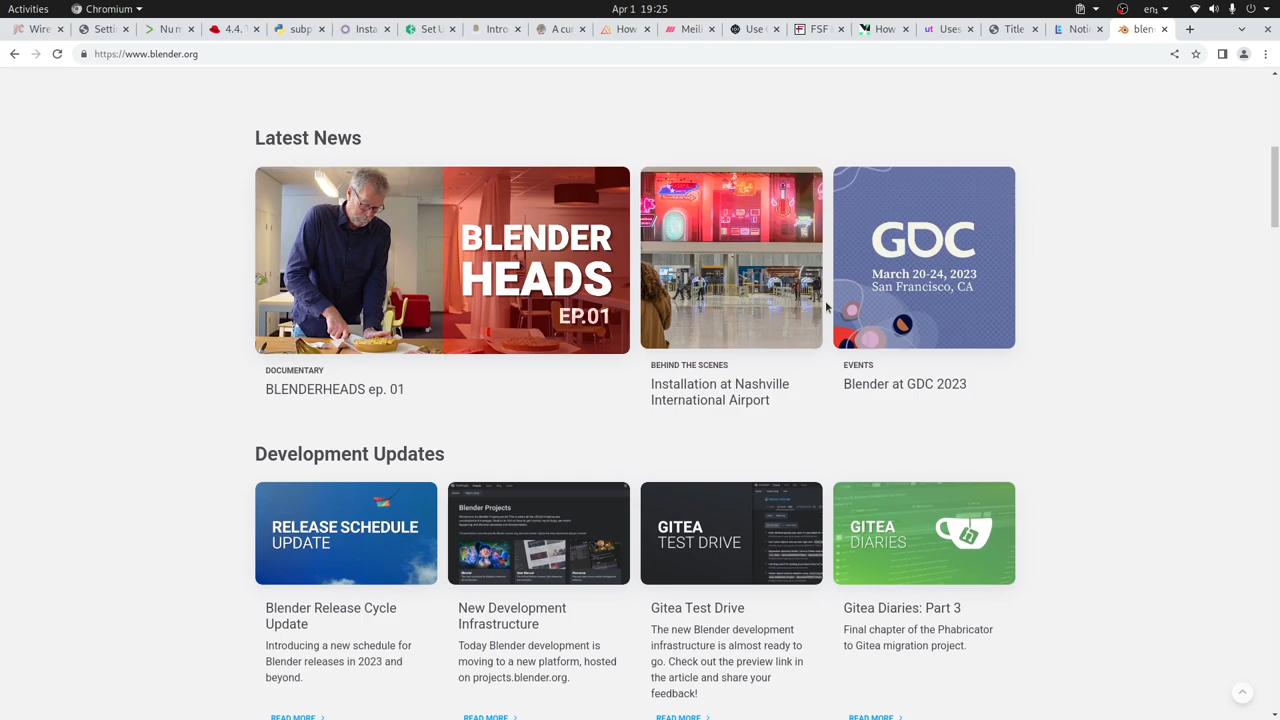 Activities
Chromium
Apr 1 19:25
en
Wire
Settin
Num
4.4.
subp
Insta
Set
Intro
A cu
How
Meili
Use
FSF
How
Uses
Title
Noti
blen
https://www.blender.org
Latest News
BLENDER
HEADS
EP.01
GDC
March 20-24, 2023
San Francisco, CA
DOCUMENTARY
BLENDERHEADS ep. 01
BEHIND THE SCENES
Installation at Nashville
International Airport
EVENTS
Blender at GDC 2023
Development Updates
RELEASE SCHEDULE
UPDATE
Blender Projects
GITEA
TEST DRIVE
GITEA
DIARIES
Blender Release Cycle
Update
Introducing a new schedule for
Blender releases in 2023 and
beyond.
READ MORE
New Development
Infrastructure
Today Blender development is
moving to a new platform, hosted
on projects.blender.org.
READ MORE
Gitea Test Drive
The new Blender development
infrastructure is almost ready to
go. Check out the preview link in
the article and share your
feedback!
READ MORE
Gitea Diaries: Part 3
Final chapter of the Phabricator
to Gitea migration project.
READ MORE